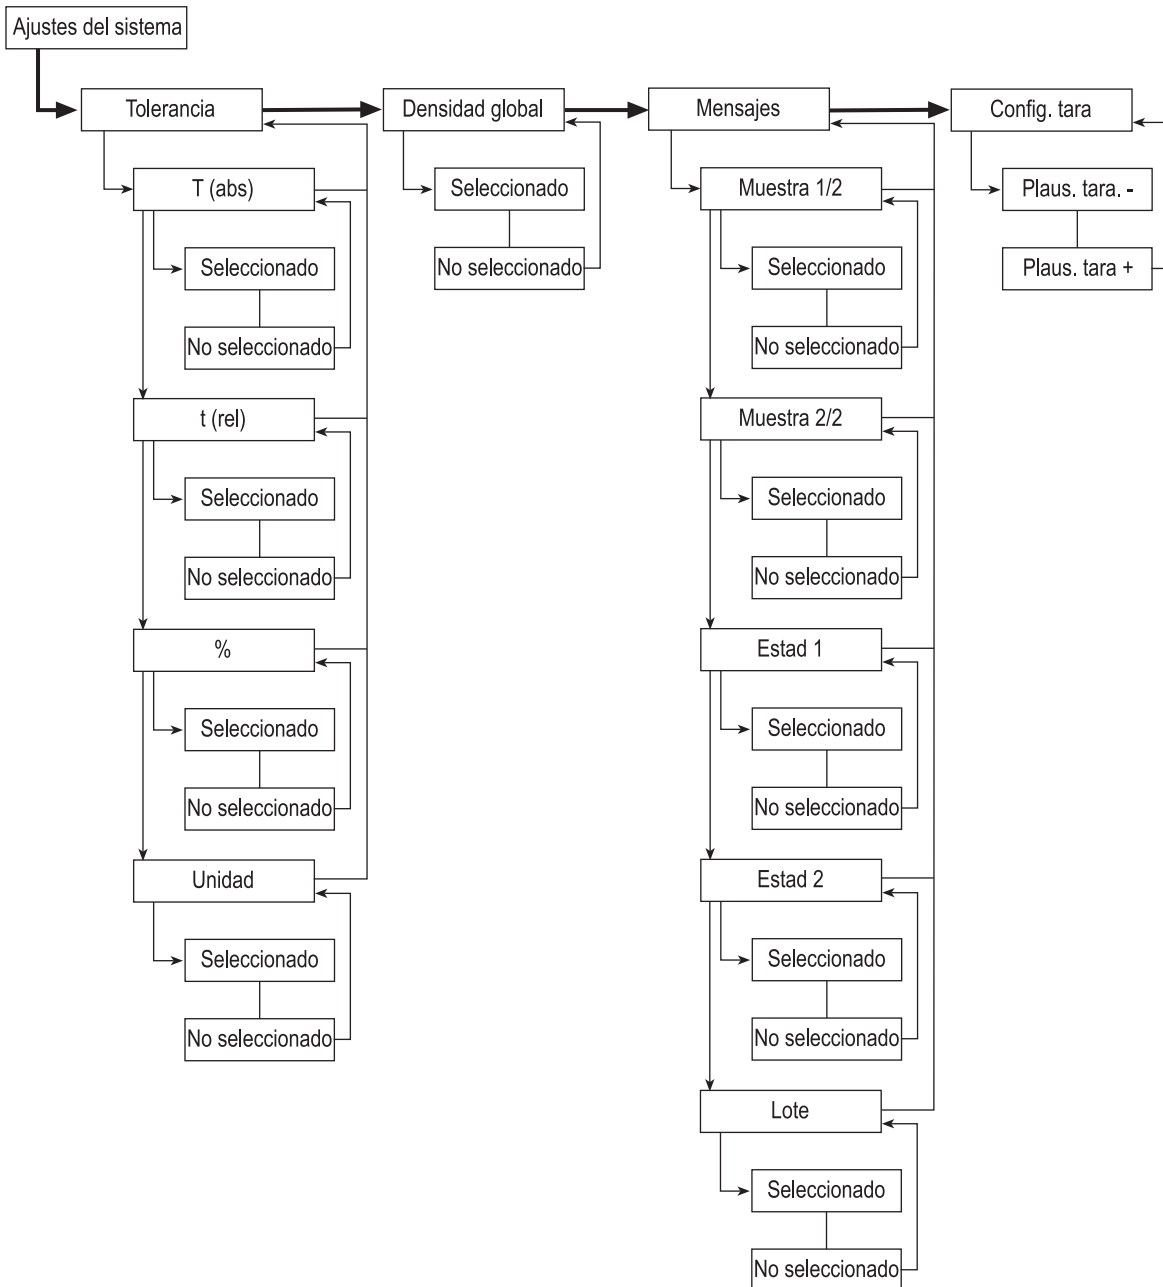 Ajustes del sistema
Tolerancia
Densidad global
Mensajes
Config. tara
T (abs)
Seleccionado
No seleccionado
t (rel)
Seleccionado
No seleccionado
%
Seleccionado
No seleccionado
Unidad
Seleccionado
No seleccionado
Seleccionado
No seleccionado
Muestra 1/2
Seleccionado
No seleccionado
Muestra 2/2
Seleccionado
No seleccionado
Estad 1
Seleccionado
No seleccionado
Estad 2
Seleccionado
No seleccionado
Lote
Seleccionado
No seleccionado
Plaus. tara. -
Plaus. tara +